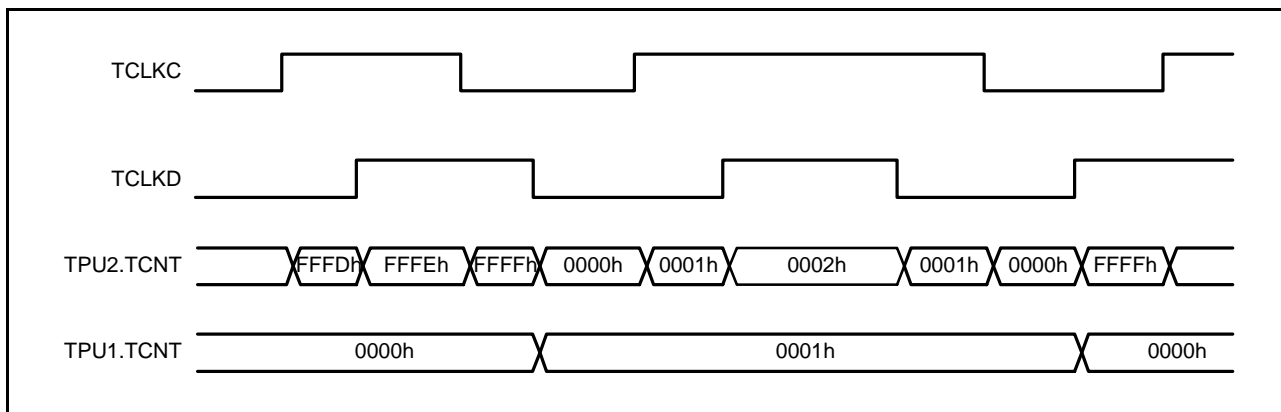 TCLKC
TCLKD
TPU2.TCNT FFFDh FFFEh FFFFh 0000h 0001h 0002h 0001h 0000h FFFFh
TPU1.TCNT 0000h 0001h 0000h